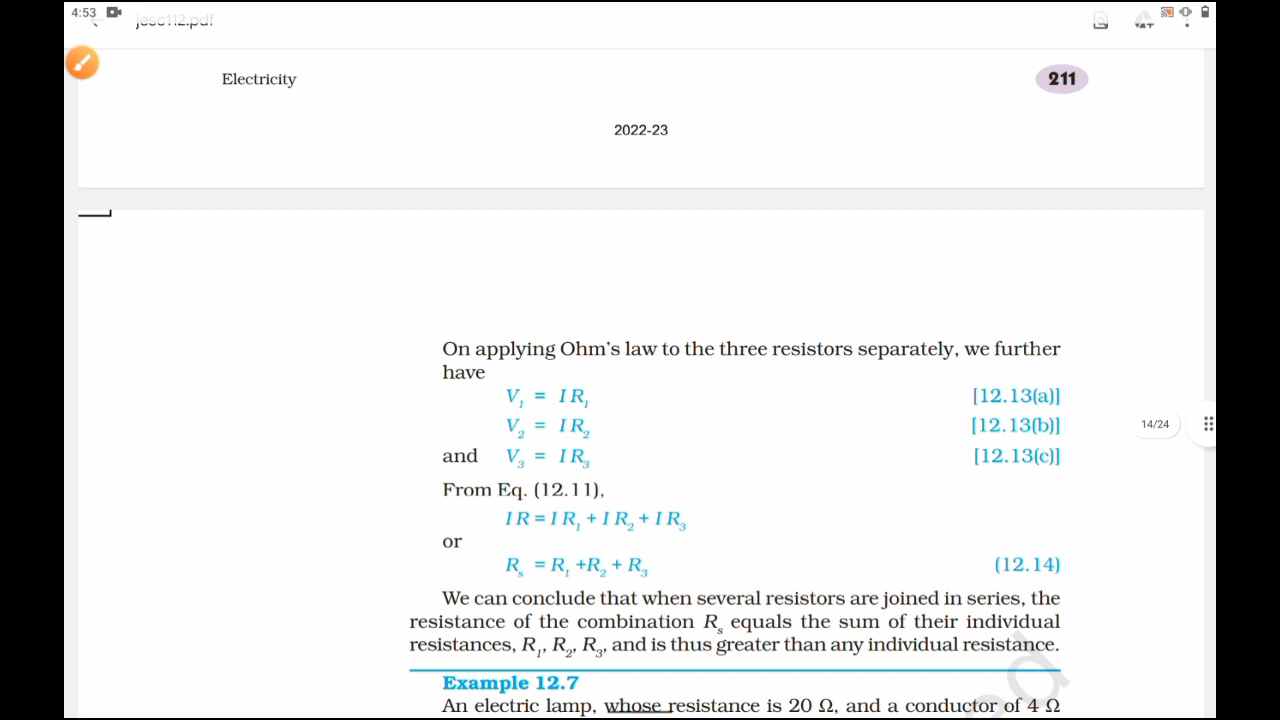 4:53
jesc112.pdf
Electricity
211
2022-23
On applying Ohm's law to the three resistors separately, we further
have
V1 = I R1 [12.13(a)]
V2 = I R2 [12.13(b)]
and V3 = I R3 [12.13(c)]
14/24
From Eq. (12.11),
I R = I R1 + I R2 + I R3
or
Rs = R1 +R2 + R3 (12.14)
We can conclude that when several resistors are joined in series, the
resistance of the combination Rs equals the sum of their individual
resistances, R1, R2, R3, and is thus greater than any individual resistance.
Example 12.7
An electric lamp, whose resistance is 20 Ω, and a conductor of 4 Ω